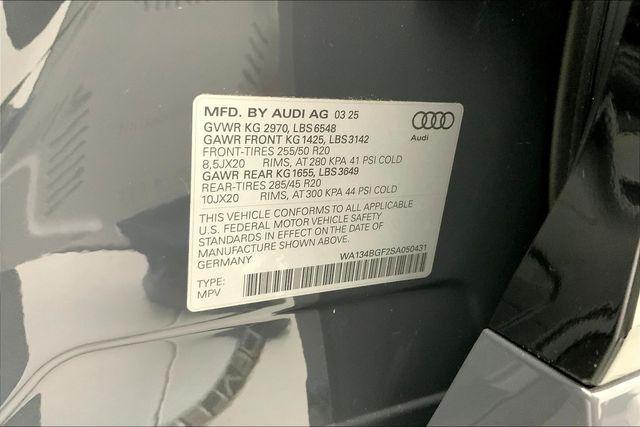 MFD. BY AUDI AG 03 25
GVWR KG 2970, LBS 6548
GAWR FRONT KG 1425, LBS 3142
FRONT-TIRES 255/50 R20
8,5JX20 RIMS, AT 280 KPA 41 PSI COLD
GAWR REAR KG1655, LBS 3649
REAR-TIRES 285/45 R20
10JX20 RIMS, AT 300 KPA 44 PSI COLD
Audi
THIS VEHICLE CONFORMS TO ALL APPLICABLE
U.S. FEDERAL MOTOR VEHICLE SAFETY
STANDARDS IN EFFECT ON THE DATE OF
MANUFACTURE SHOWN ABOVE.
GERMANY
WA134BGF2SA050431
TYPE:
MPV